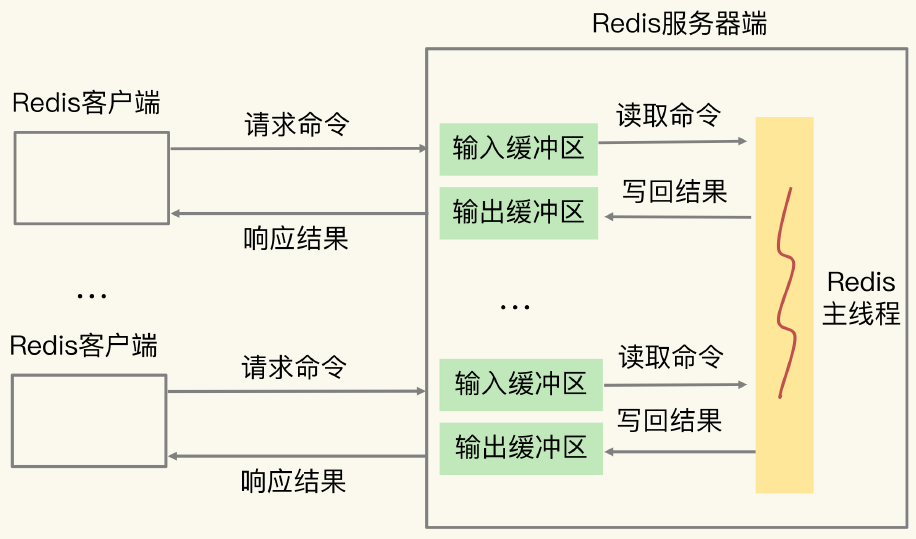 Redis服务器端
Redis客户端
请求命令
读取命令
输入缓冲区
写回结果
输出缓冲区
响应结果
Redis
主线程
...
...
Redis客户端
请求命令
读取命令
输入缓冲区
写回结果
输出缓冲区
响应结果